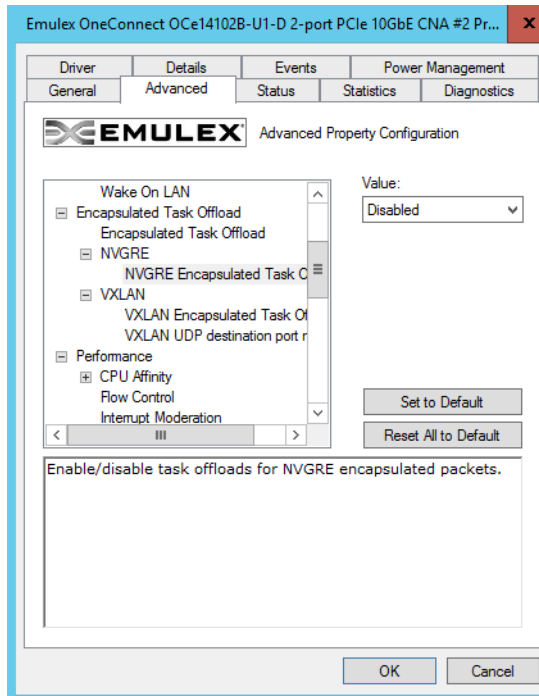 Emulex OneConnect OCe14102B-U1-D 2-port PCIe 10GbE CNA #2 Pr... x
Driver Details Events Power Management
General Advanced Status Statistics Diagnostics
EMULEX Advanced Property Configuration
Value:
Disabled
Wake On LAN
Encapsulated Task Offload
Encapsulated Task Offload
NVGRE
NVGRE Encapsulated Task O
VXLAN
VXLAN Encapsulated Task Of
VXLAN UDP destination port r
Performance
CPU Affinity
Flow Control
Interrupt Moderation
Set to Default
Reset All to Default
Enable/disable task offloads for NVGRE encapsulated packets.
OK Cancel